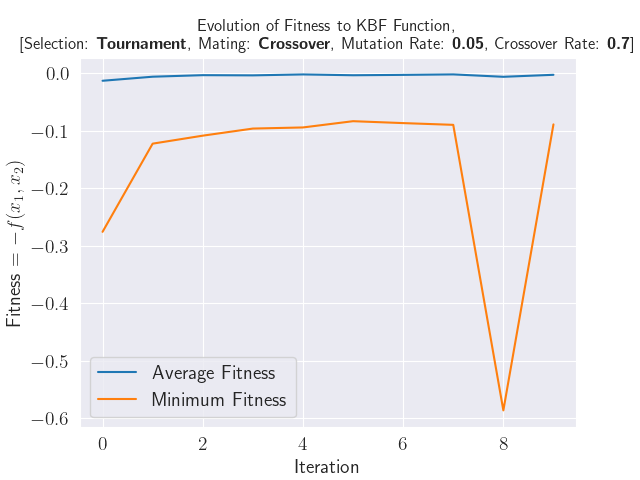 Evolution of Fitness to KBF Function,
[Selection: Tournament, Mating: Crossover, Mutation Rate: 0.05, Crossover Rate: 0.7]
Fitness = −f(x₁, x₂)
0.0
−0.1
−0.2
−0.3
−0.4
−0.5
−0.6
Average Fitness
Minimum Fitness
0 2 4 6 8
Iteration